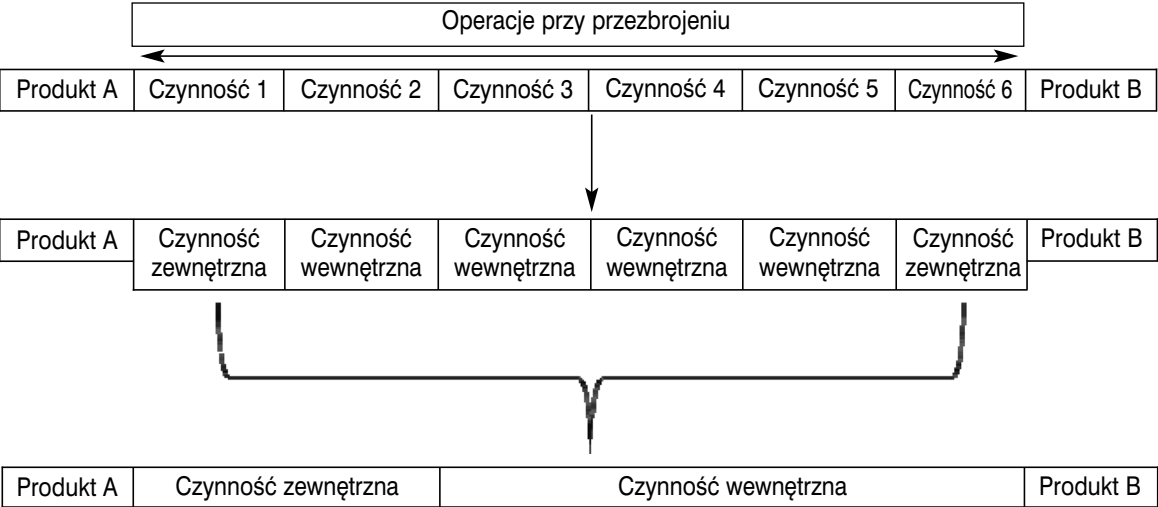 Operacje przy przezbrojeniu
Produkt A Czynność 1 Czynność 2 Czynność 3 Czynność 4 Czynność 5 Czynność 6 Produkt B
Produkt A Czynność Czynność Czynność Czynność Czynność Czynność Produkt B
zewnętrzna wewnętrzna wewnętrzna wewnętrzna wewnętrzna zewnętrzna
Produkt A Czynność zewnętrzna Czynność wewnętrzna Produkt B